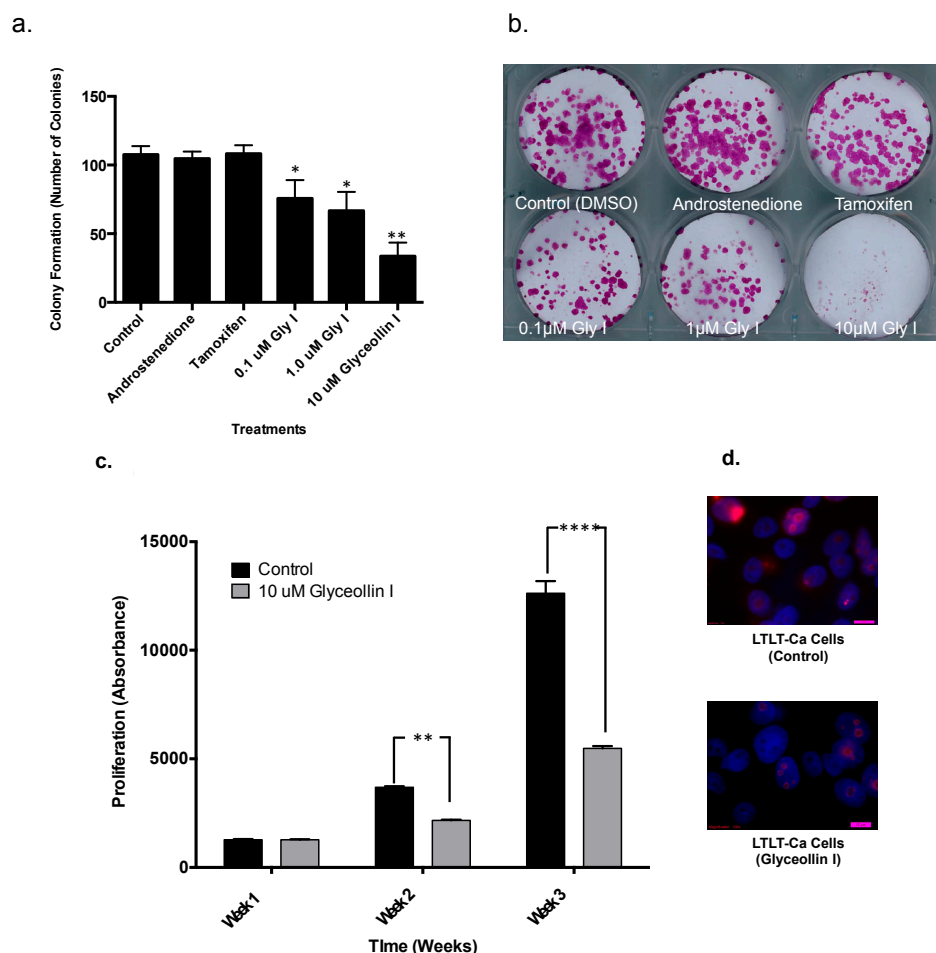 a.
b.
Colony Formation (Number of Colonies)
150
100
50
0
*
*
**
Control
Androstenedione
Tamoxifen
0.1 uM Gly I
1.0 uM Gly I
10 uM Glyceollin I
Treatments
Control (DMSO)
Androstenedione
Tamoxifen
0.1µM Gly I
1µM Gly I
10µM Gly I
c.
d.
Proliferation (Absorbance)
15000
10000
5000
0
Control
10 uM Glyceollin I
**
****
Week 1
Week 2
Week 3
TIme (Weeks)
LTLT-Ca Cells
(Control)
LTLT-Ca Cells
(Glyceollin I)